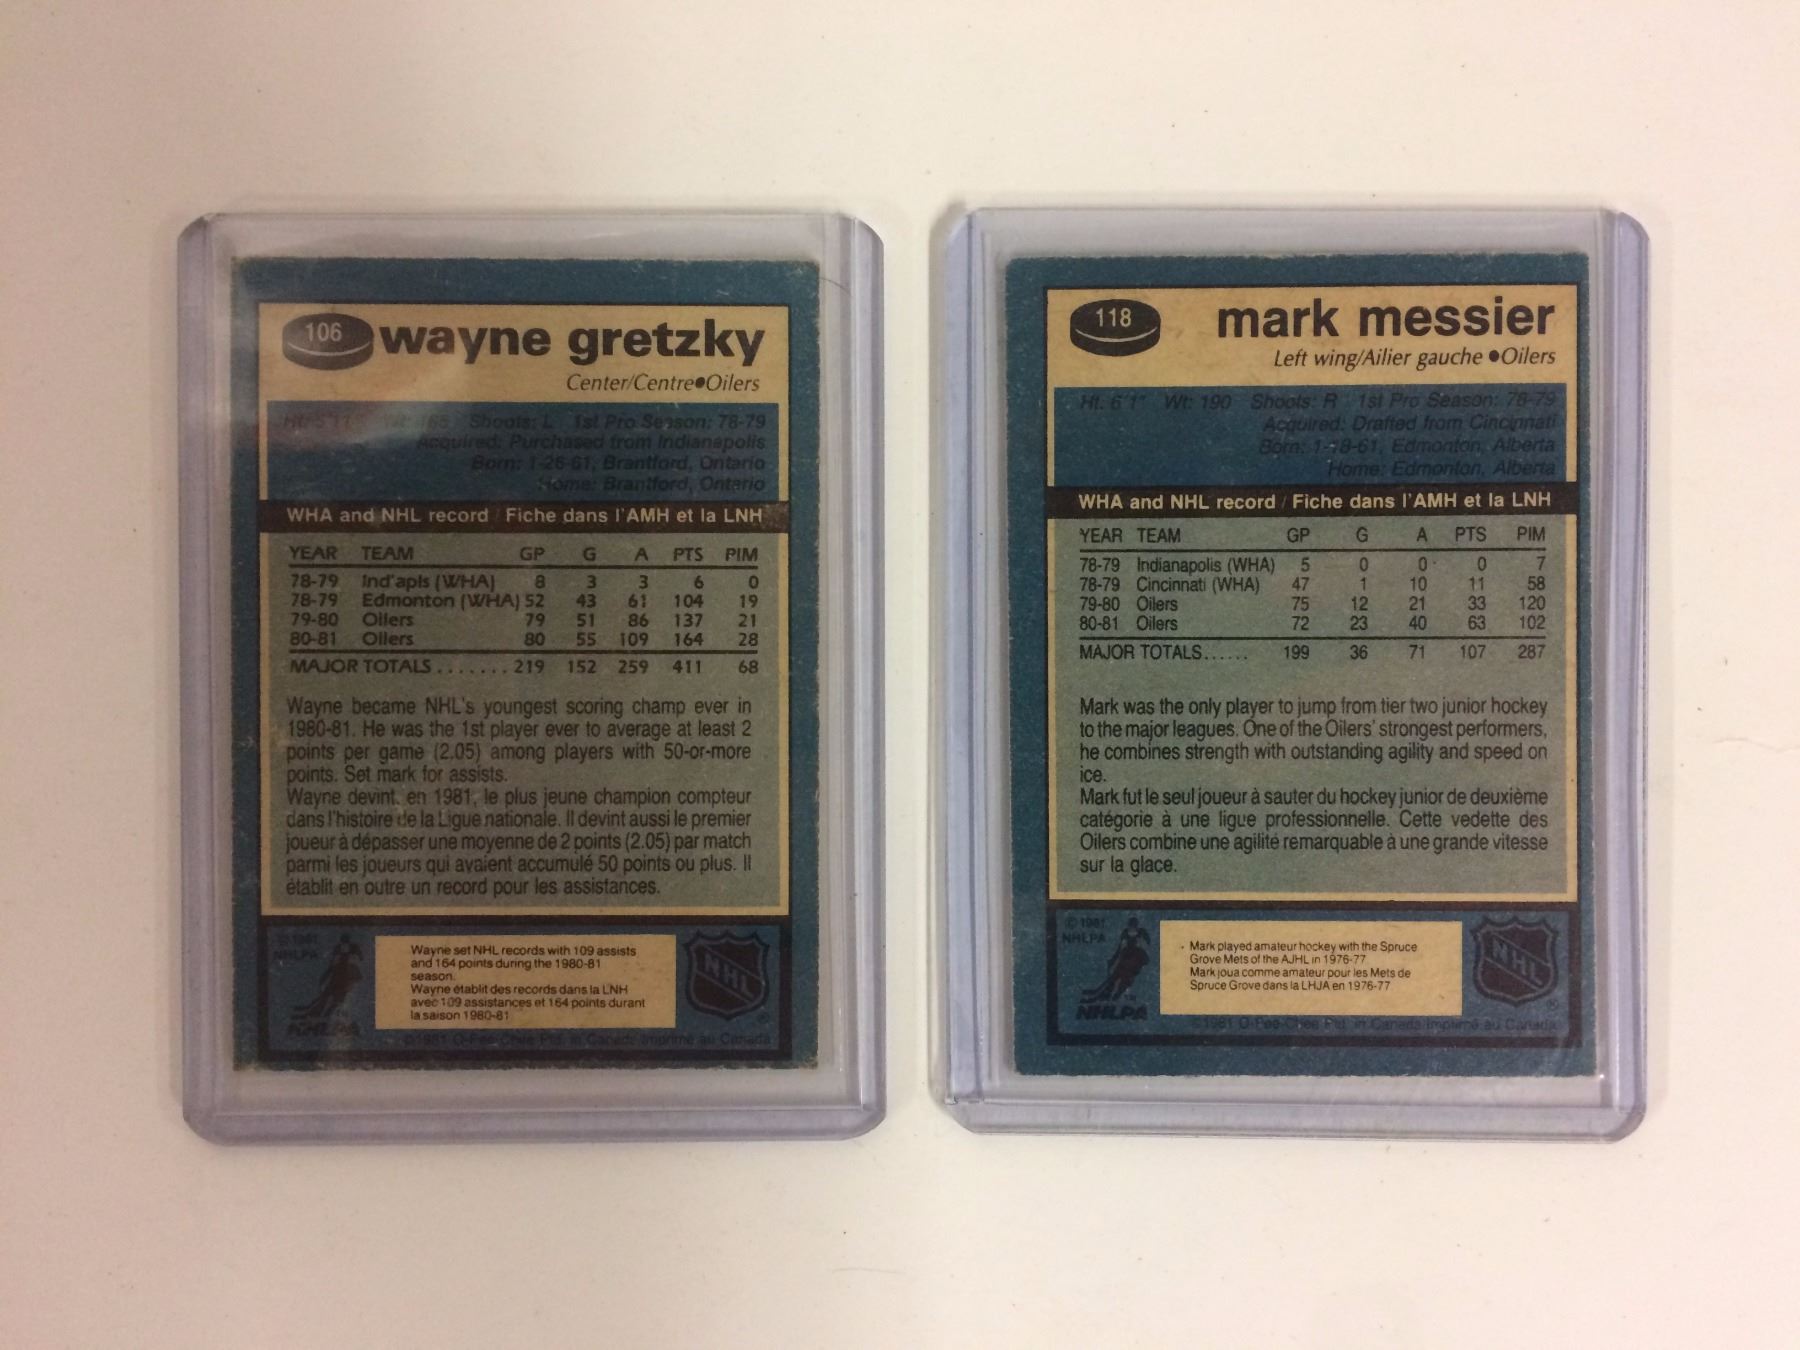 106
wayne gretzky
Center/Centre●Oilers
Ht: 5'11" Wt: 165 Shoots: L 1st Pro Season: 78-79
Acquired: Purchased from Indianapolis
Born: 1-26-61, Brantford, Ontario
Home: Brantford, Ontario
WHA and NHL record / Fiche dans l'AMH et la LNH
YEAR TEAM GP G A PTS PIM
78-79 Ind'apls (WHA) 8 3 3 6 0
78-79 Edmonton (WHA) 52 43 61 104 19
79-80 Oilers 79 51 86 137 21
80-81 Oilers 80 55 109 164 28
MAJOR TOTALS....... 219 152 259 411 68
Wayne became NHL's youngest scoring champ ever in
1980-81. He was the 1st player ever to average at least 2
points per game (2.05) among players with 50-or-more
points. Set mark for assists.
Wayne devint, en 1981, le plus jeune champion compteur
dans l'histoire de la Ligue nationale. Il devint aussi le premier
joueur à dépasser une moyenne de 2 points (2.05) par match
parmi les joueurs qui avaient accumulé 50 points ou plus. Il
établit en outre un record pour les assistances.
©1981
NHLPA
Wayne set NHL records with 109 assists
and 164 points during the 1980-81
season.
Wayne établit des records dans la LNH
avec 109 assistances et 164 points durant
la saison 1980-81
NHL
NHLPA
©1981 O-Pee-Chee Ptd. in Canada Imprimé au Canada
118
mark messier
Left wing/Ailier gauche ●Oilers
Ht. 6'1" Wt: 190 Shoots: R 1st Pro Season: 78-79
Acquired: Drafted from Cincinnati
Born: 1-18-61, Edmonton, Alberta
Home: Edmonton, Alberta
WHA and NHL record / Fiche dans l'AMH et la LNH
YEAR TEAM GP G A PTS PIM
78-79 Indianapolis (WHA) 5 0 0 0 7
78-79 Cincinnati (WHA) 47 1 10 11 58
79-80 Oilers 75 12 21 33 120
80-81 Oilers 72 23 40 63 102
MAJOR TOTALS...... 199 36 71 107 287
Mark was the only player to jump from tier two junior hockey
to the major leagues. One of the Oilers' strongest performers,
he combines strength with outstanding agility and speed on
ice.
Mark fut le seul joueur à sauter du hockey junior de deuxième
catégorie à une ligue professionnelle. Cette vedette des
Oilers combine une agilité remarquable à une grande vitesse
sur la glace.
©1981
NHLPA
Mark played amateur hockey with the Spruce
Grove Mets of the AJHL in 1976-77
Mark joua comme amateur pour les Mets de
Spruce Grove dans la LHJA en 1976-77
NHL
NHLPA
©1981 O-Pee-Chee Ptd. in Canada Imprimé au Canada